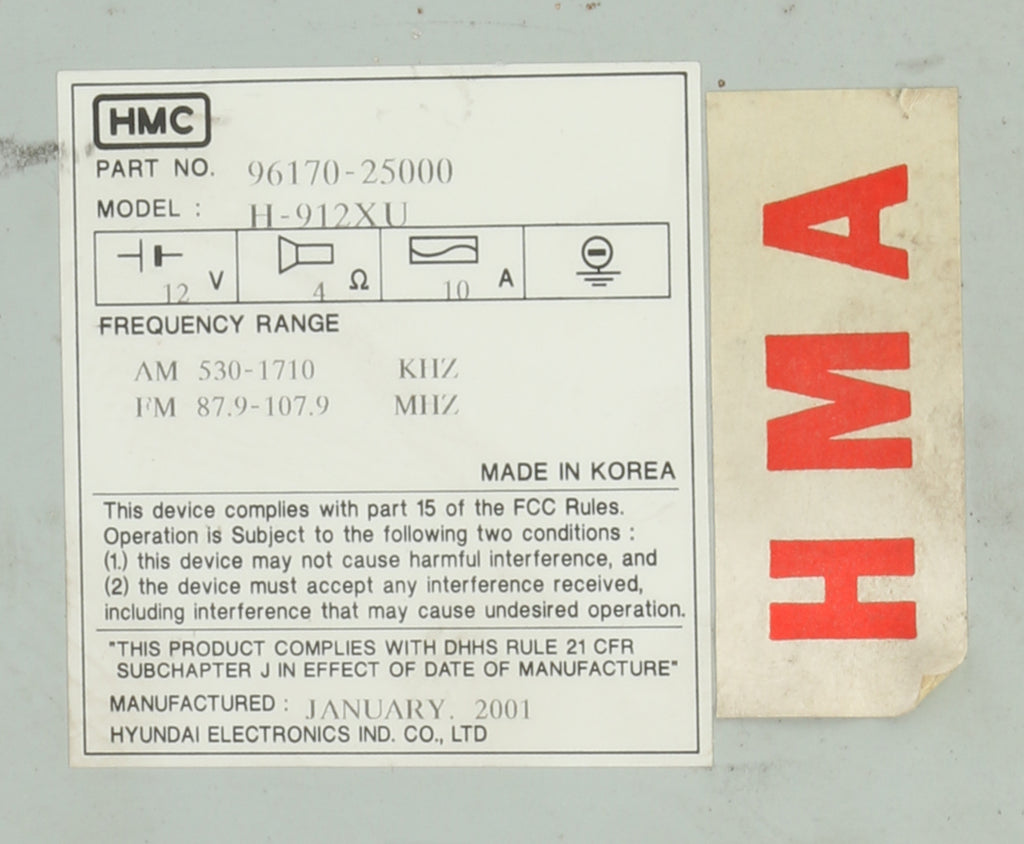 HMC
PART NO. 96170-25000
MODEL : H-912XU
12 V 4 Ω 10 A
FREQUENCY RANGE
AM 530-1710 KHZ
FM 87.9-107.9 MHZ
MADE IN KOREA
This device complies with part 15 of the FCC Rules.
Operation is Subject to the following two conditions :
(1.) this device may not cause harmful interference, and
(2) the device must accept any interference received,
including interference that may cause undesired operation.
"THIS PRODUCT COMPLIES WITH DHHS RULE 21 CFR
SUBCHAPTER J IN EFFECT OF DATE OF MANUFACTURE"
MANUFACTURED : JANUARY. 2001
HYUNDAI ELECTRONICS IND. CO., LTD
HMA